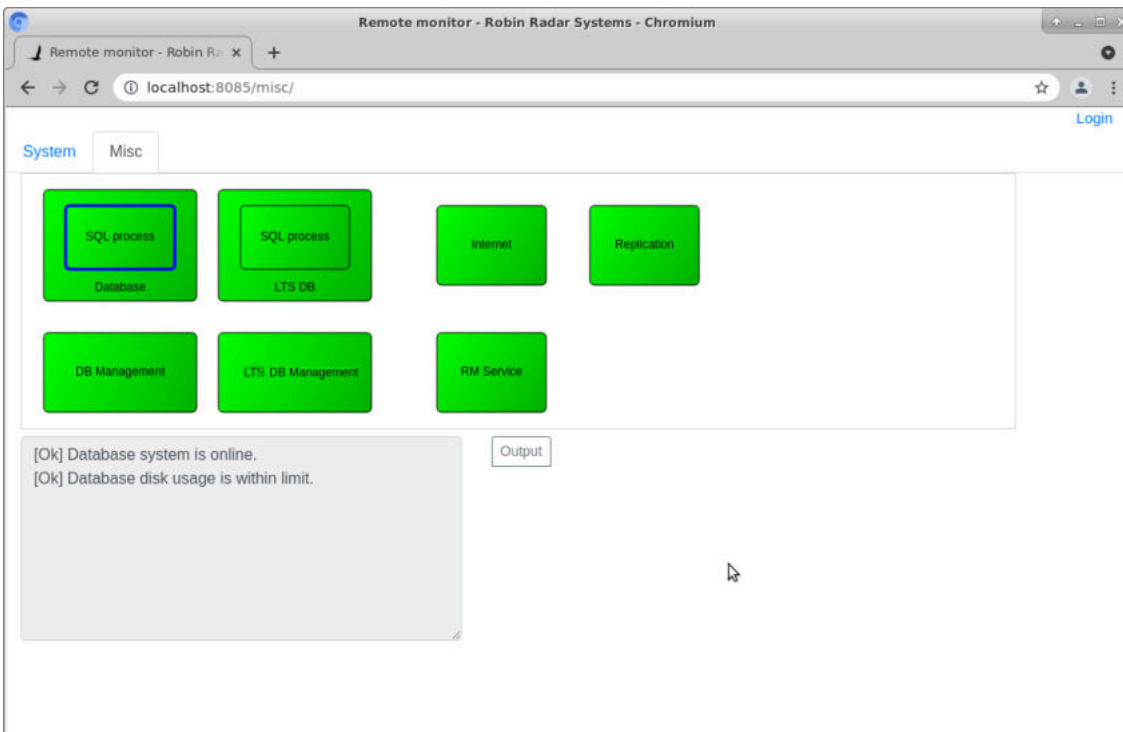 Remote monitor - Robin Radar Systems - Chromium
Remote monitor - Robin Ra
localhost:8085/misc/
Login
System Misc
SQL process SQL process Internet Replication
Database LTS DB
DB Management LTS DB Management RM Service
[Ok] Database system is online.
[Ok] Database disk usage is within limit.
Output